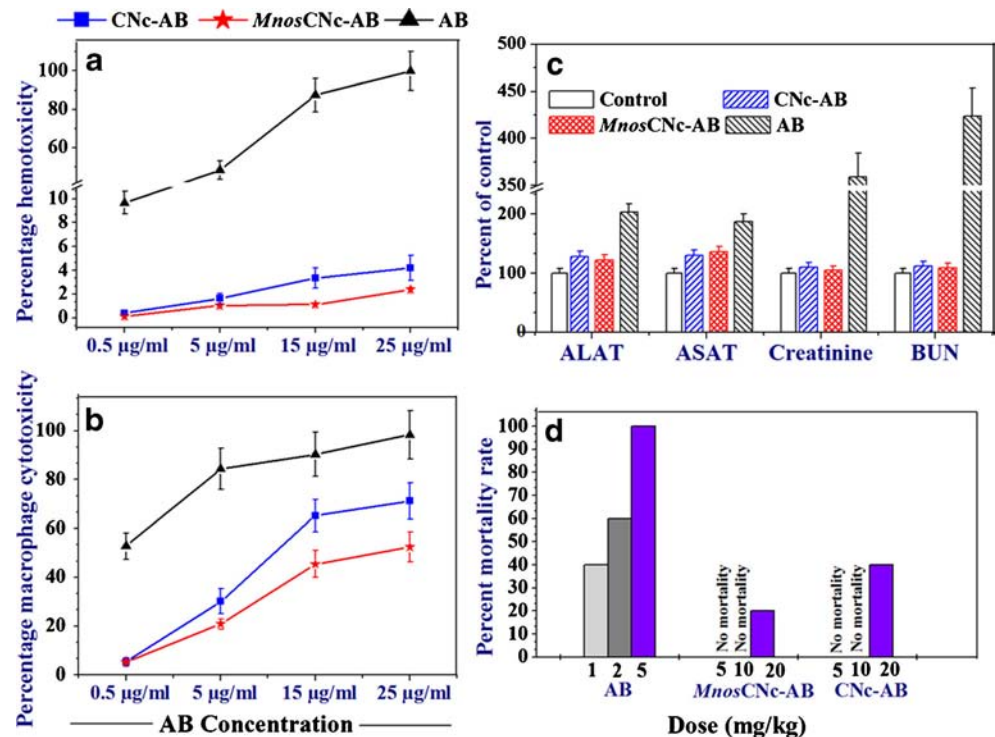 CNc-AB MnosCNc-AB AB
a
Percentage hemotoxicity
100
80
60
10
8
6
4
2
0
0.5 µg/ml 5 µg/ml 15 µg/ml 25 µg/ml
b
Percentage macrophage cytotoxicity
100
80
60
40
20
0
0.5 µg/ml 5 µg/ml 15 µg/ml 25 µg/ml
AB Concentration
c
Percent of control
500
450
400
350
200
100
0
Control CNc-AB
MnosCNc-AB AB
ALAT ASAT Creatinine BUN
d
Percent mortality rate
100
90
80
70
60
50
40
30
20
10
0
No mortality
No mortality
No mortality
No mortality
1 2 5 5 10 20 5 10 20
AB MnosCNc-AB CNc-AB
Dose (mg/kg)